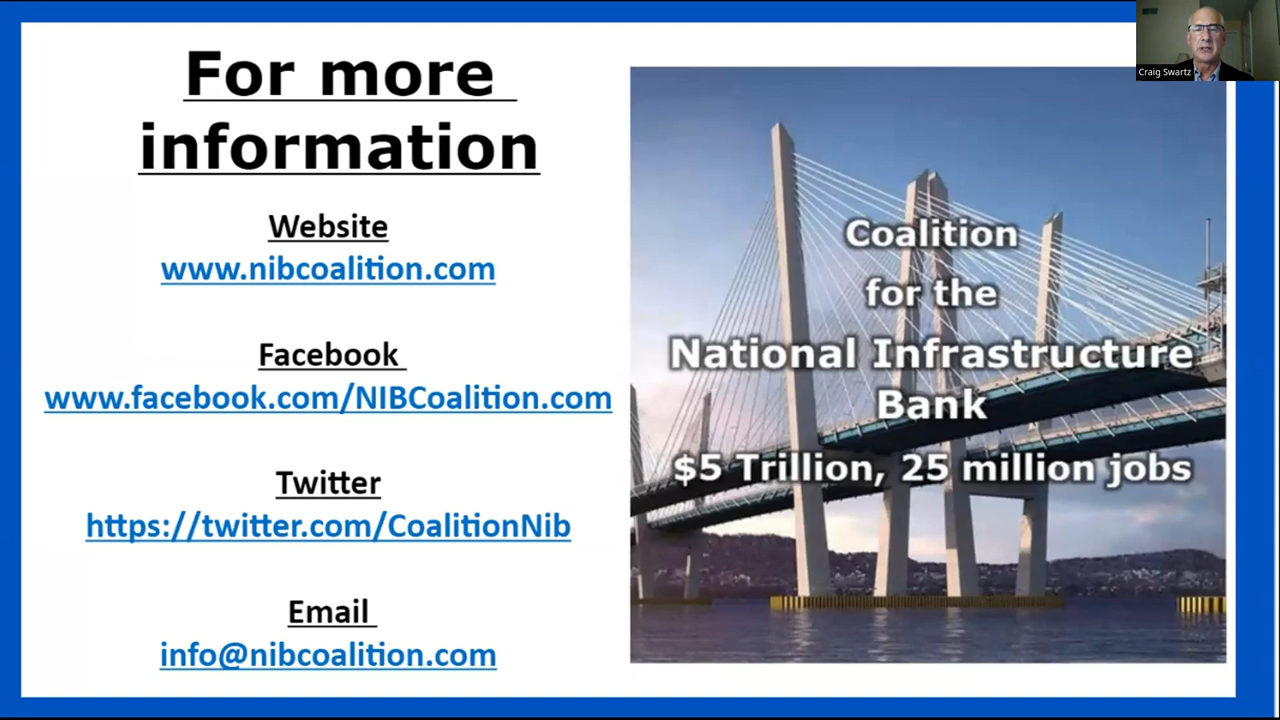 For more
information
Website
www.nibcoalition.com
Facebook
www.facebook.com/NIBCoalition.com
Twitter
https://twitter.com/CoalitionNib
Email
info@nibcoalition.com
Coalition
for the
National Infrastructure
Bank
$5 Trillion, 25 million jobs
Craig Swartz